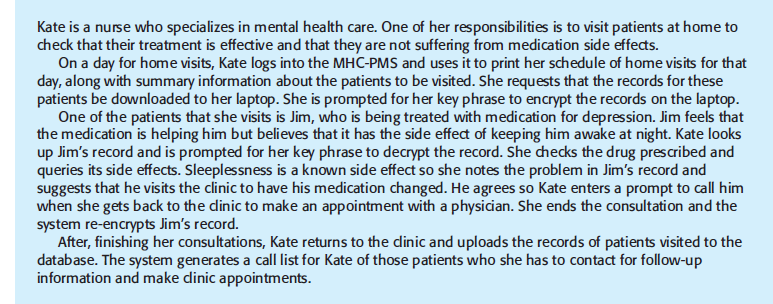 Kate is a nurse who specializes in mental health care. One of her responsibilities is to visit patients at home to
check that their treatment is effective and that they are not suffering from medication side effects.
On a day for home visits, Kate logs into the MHC-PMS and uses it to print her schedule of home visits for that
day, along with summary information about the patients to be visited. She requests that the records for these
patients be downloaded to her laptop. She is prompted for her key phrase to encrypt the records on the laptop.
One of the patients that she visits is Jim, who is being treated with medication for depression. Jim feels that
the medication is helping him but believes that it has the side effect of keeping him awake at night. Kate looks
up Jim's record and is prompted for her key phrase to decrypt the record. She checks the drug prescribed and
queries its side effects. Sleeplessness is a known side effect so she notes the problem in Jim's record and
suggests that he visits the clinic to have his medication changed. He agrees so Kate enters a prompt to call him
when she gets back to the clinic to make an appointment with a physician. She ends the consultation and the
system re-encrypts Jim's record.
After, finishing her consultations, Kate returns to the clinic and uploads the records of patients visited to the
database. The system generates a call list for Kate of those patients who she has to contact for follow-up
information and make clinic appointments.